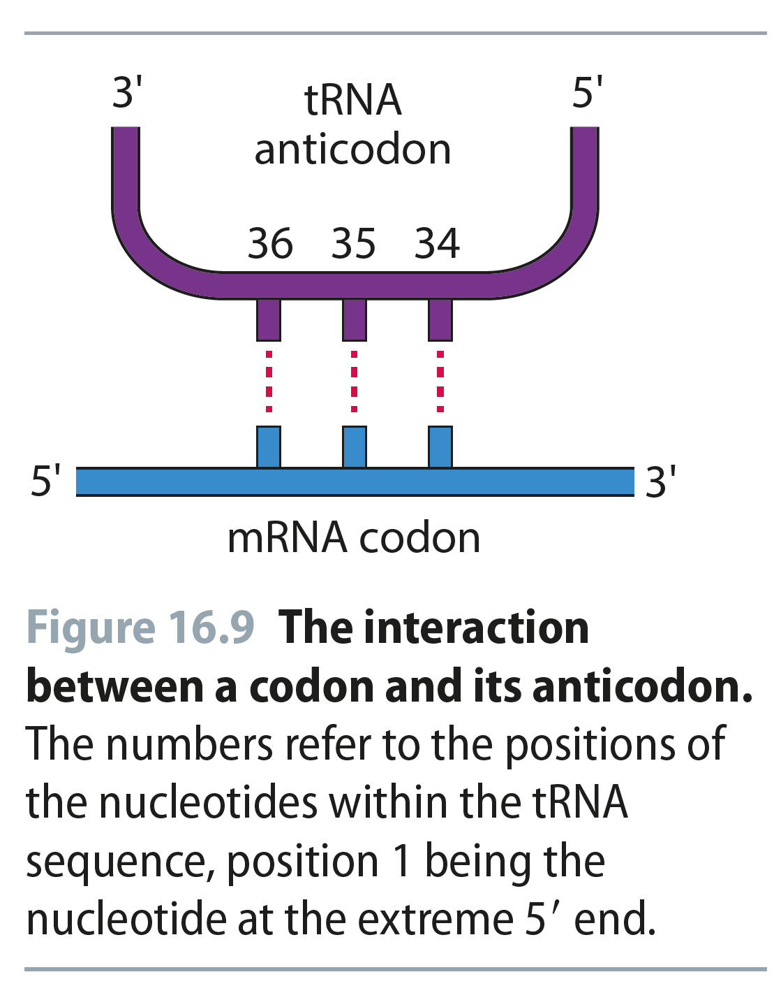 3' tRNA 5'
anticodon
36 35 34
5' 3'
mRNA codon
Figure 16.9 The interaction
between a codon and its anticodon.
The numbers refer to the positions of
the nucleotides within the tRNA
sequence, position 1 being the
nucleotide at the extreme 5′ end.